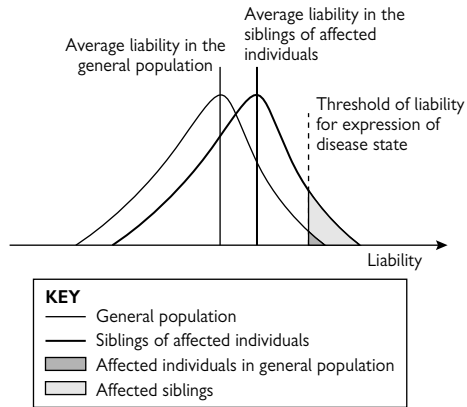 Average liability in the
general population
Average liability in the
siblings of affected
individuals
Threshold of liability
for expression of
disease state
Liability
KEY
General population
Siblings of affected individuals
Affected individuals in general population
Affected siblings